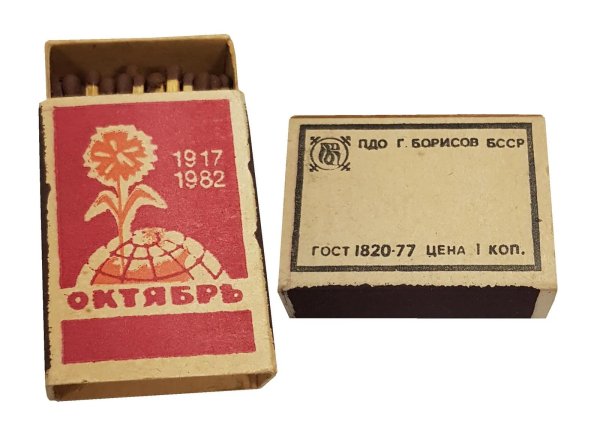 1917
1982
ОКТЯБРЬ
ПДО Г. БОРИСОВ БССР
ГОСТ 1820-77 ЦЕНА 1 КОП.